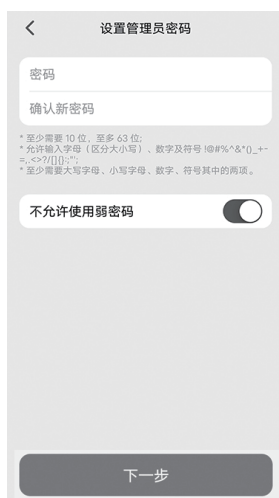 设置管理员密码
密码
确认新密码
* 至少需要 10 位，至多 63 位;
* 允许输入字母（区分大小写）、数字及符号 !@#%^&*()_+-
=,.<>?/[]{}:;"';
* 至少需要大写字母、小写字母、数字、符号其中的两项。
不允许使用弱密码
下一步